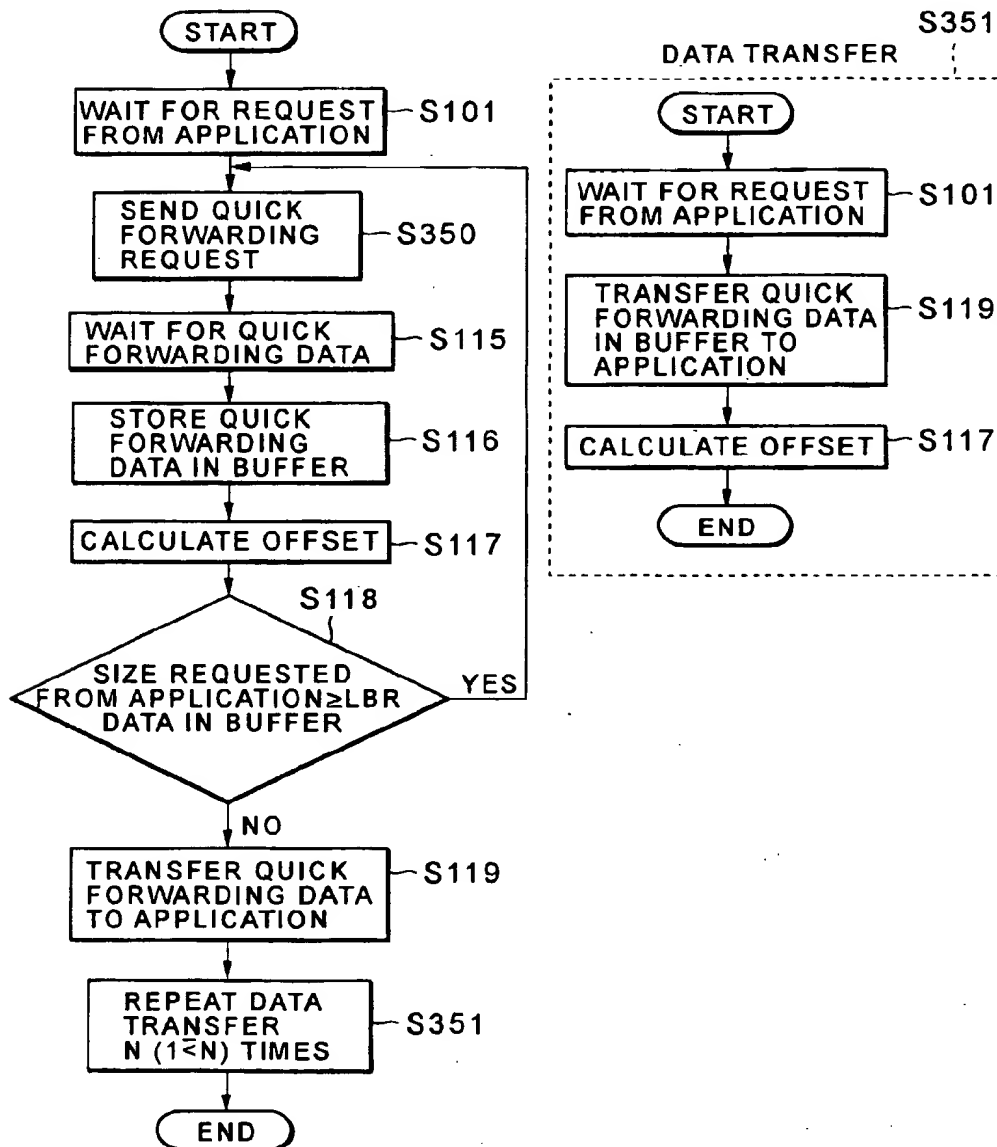 START
WAIT FOR REQUEST
FROM APPLICATION
S101
SEND QUICK
FORWARDING
REQUEST
S350
WAIT FOR QUICK
FORWARDING DATA
S115
STORE QUICK
FORWARDING
DATA IN BUFFER
S116
CALCULATE OFFSET
S117
S118
SIZE REQUESTED
FROM APPLICATION≥LBR
DATA IN BUFFER
YES
NO
TRANSFER QUICK
FORWARDING DATA
TO APPLICATION
S119
REPEAT DATA
TRANSFER
N (1≤N) TIMES
S351
END
S351
DATA TRANSFER
START
WAIT FOR REQUEST
FROM APPLICATION
S101
TRANSFER QUICK
FORWARDING DATA
IN BUFFER TO
APPLICATION
S119
CALCULATE OFFSET
S117
END